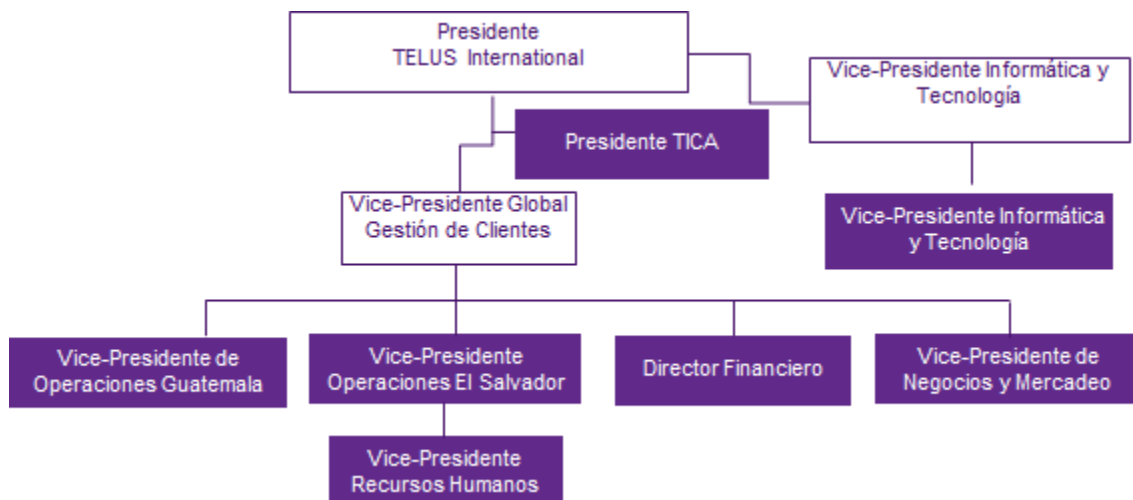 Presidente
TELUS International
Vice-Presidente Informática y
Tecnología
Presidente TICA
Vice-Presidente Global
Gestión de Clientes
Vice-Presidente Informática
y Tecnología
Vice-Presidente de
Operaciones Guatemala
Vice-Presidente
Operaciones El Salvador
Director Financiero
Vice-Presidente de
Negocios y Mercadeo
Vice-Presidente
Recursos Humanos